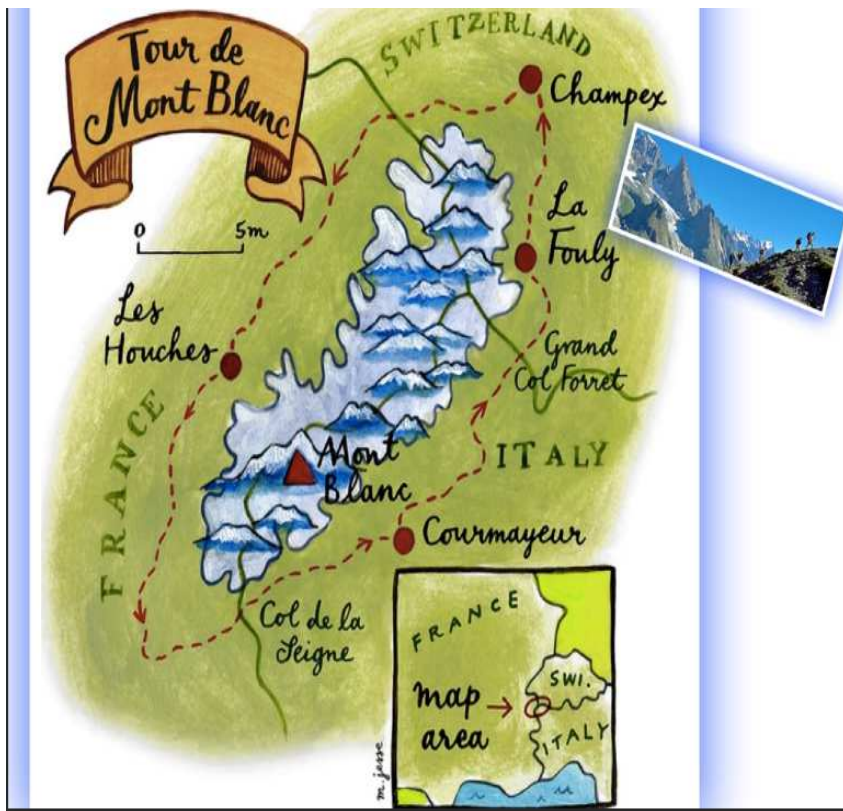 Tour de
Mont Blanc
SWITZERLAND
Champex
0 5m
La
Fouly
Les
Houches
Grand
Col Forret
FRANCE
Mont
Blanc
ITALY
Courmayeur
Col de la
Seigne
FRANCE
SWI.
map
area
ITALY
m. jesse